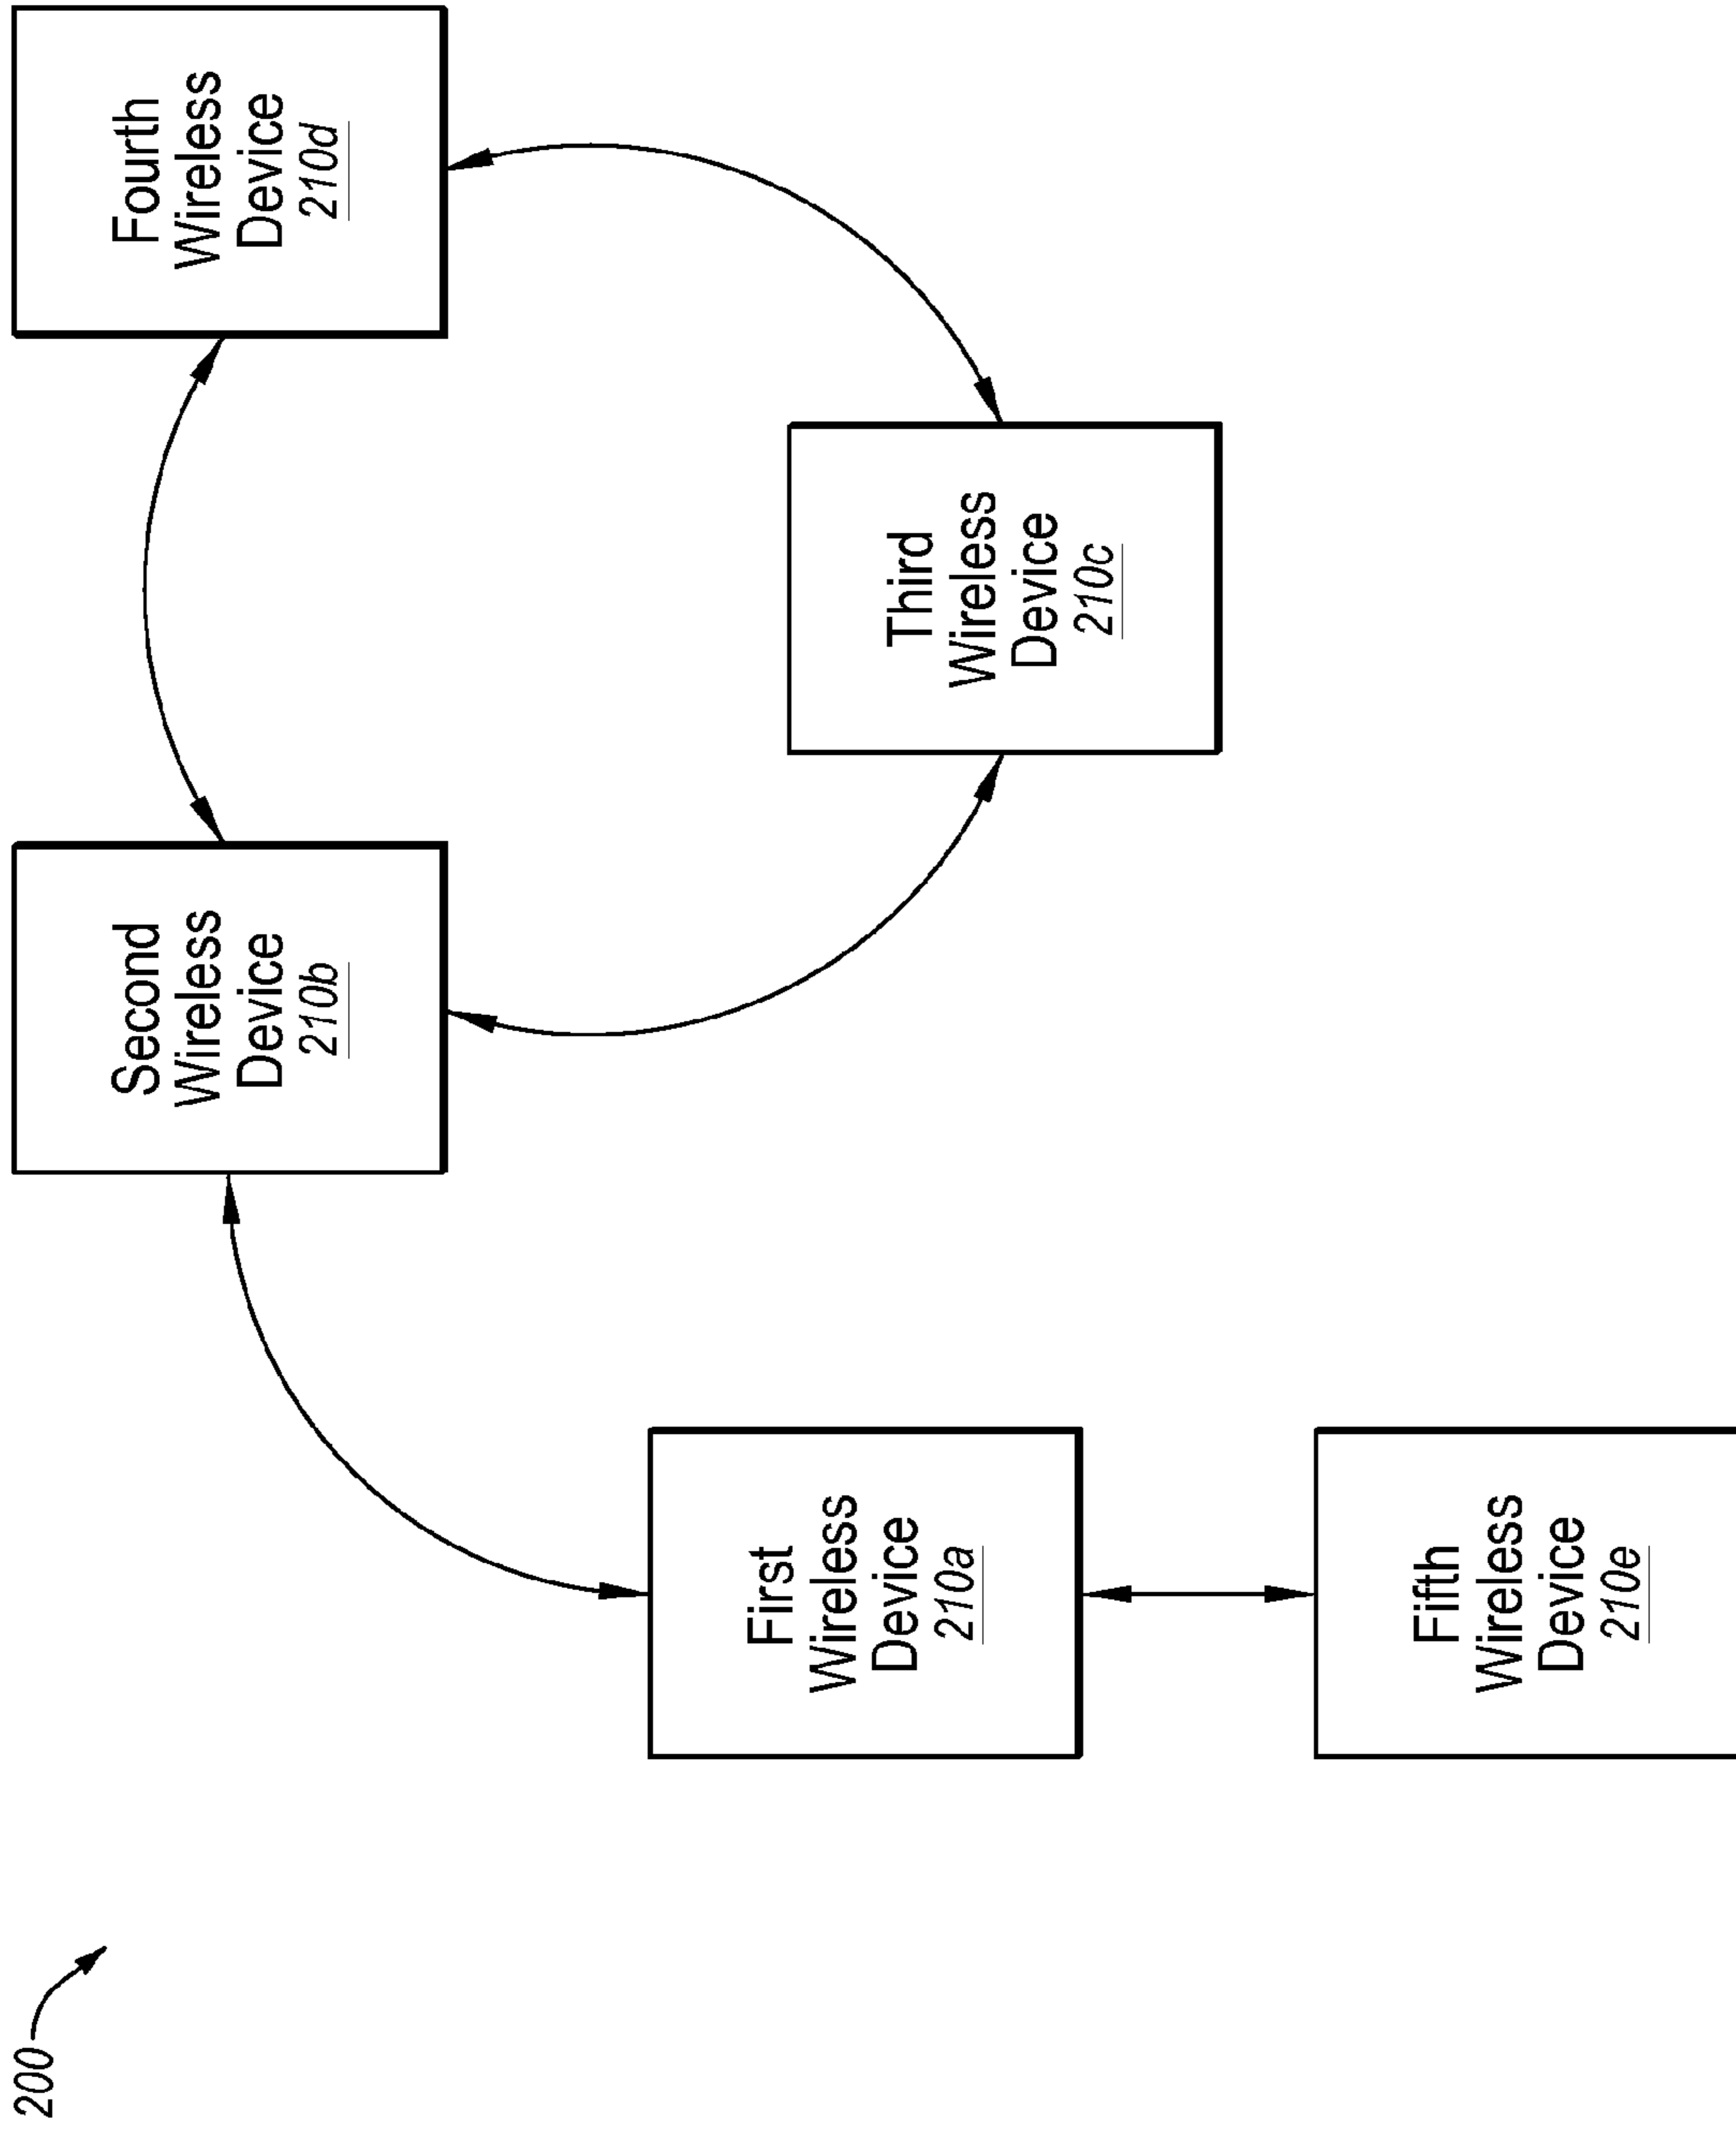 200
Second
Wireless
Device
210b
Fourth
Wireless
Device
210d
First
Wireless
Device
210a
Third
Wireless
Device
210c
Fifth
Wireless
Device
210e